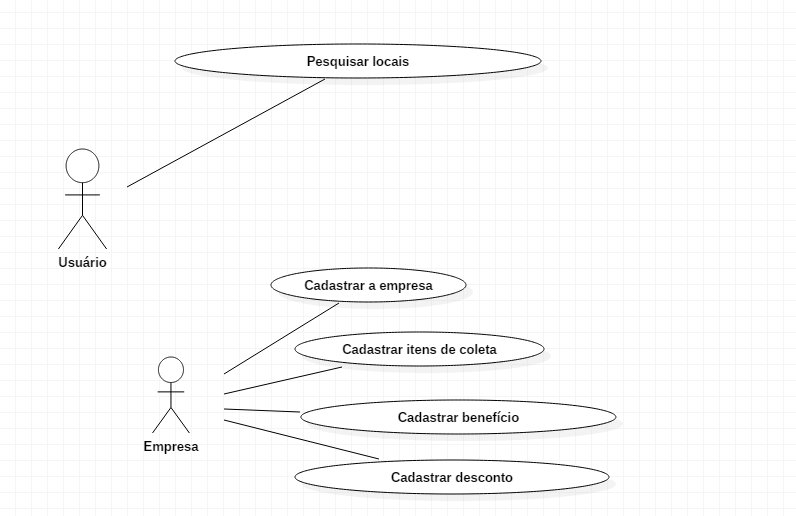 Pesquisar locais
Usuário
Cadastrar a empresa
Cadastrar itens de coleta
Cadastrar benefício
Empresa
Cadastrar desconto